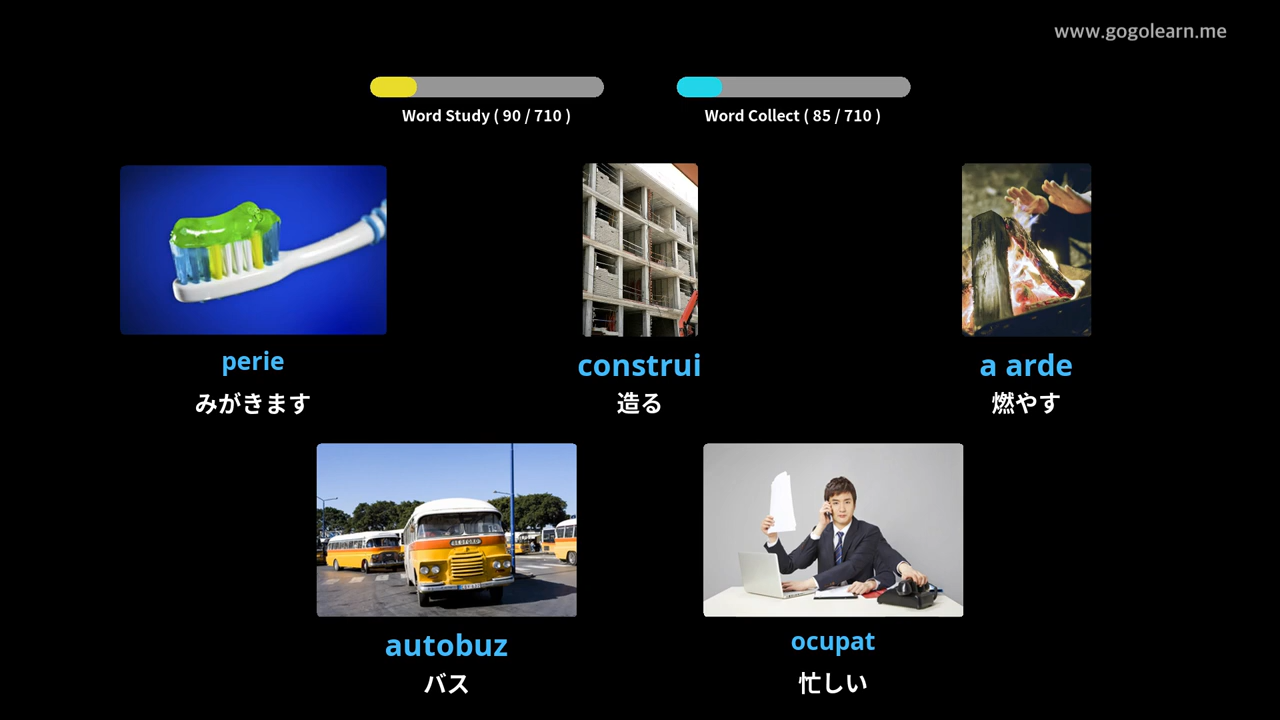 www.gogolearn.me
Word Study ( 90 / 710 )
Word Collect ( 85 / 710 )
perie
みがきます
construi
造る
a arde
燃やす
autobuz
バス
ocupat
忙しい